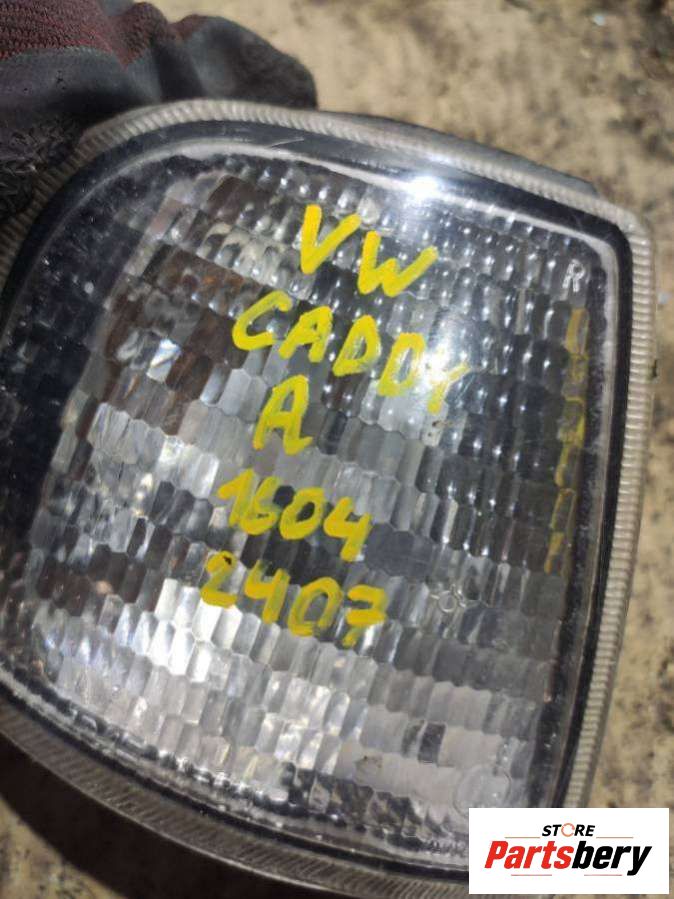 VW
R
CADDY
A
1604
2407
STORE
Partsbery